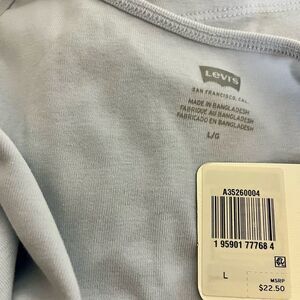 Levi's
SAN FRANCISCO, CAL.
MADE IN BANGLADESH
FABRIQUÉ AU BANGLADESH
FABRICADO EN BANGLADESH
L/G
A35260004
1 95901 77768 4
L
MSRP
$22.50